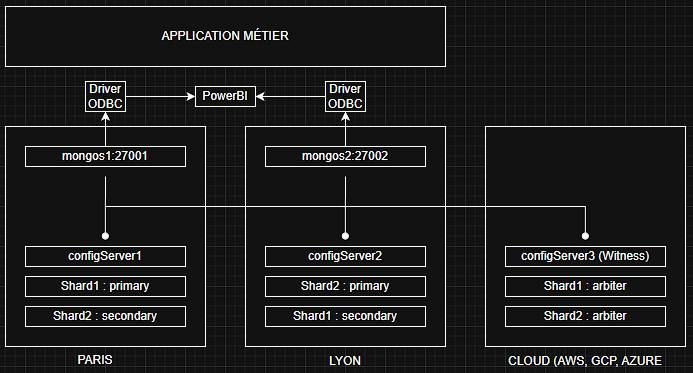 APPLICATION MÉTIER
Driver
ODBC
PowerBI
Driver
ODBC
mongos1:27001
mongos2:27002
configServer1
configServer2
configServer3 (Witness)
Shard1 : primary
Shard2 : primary
Shard1 : arbiter
Shard2 : secondary
Shard1 : secondary
Shard2 : arbiter
PARIS
LYON
CLOUD (AWS, GCP, AZURE